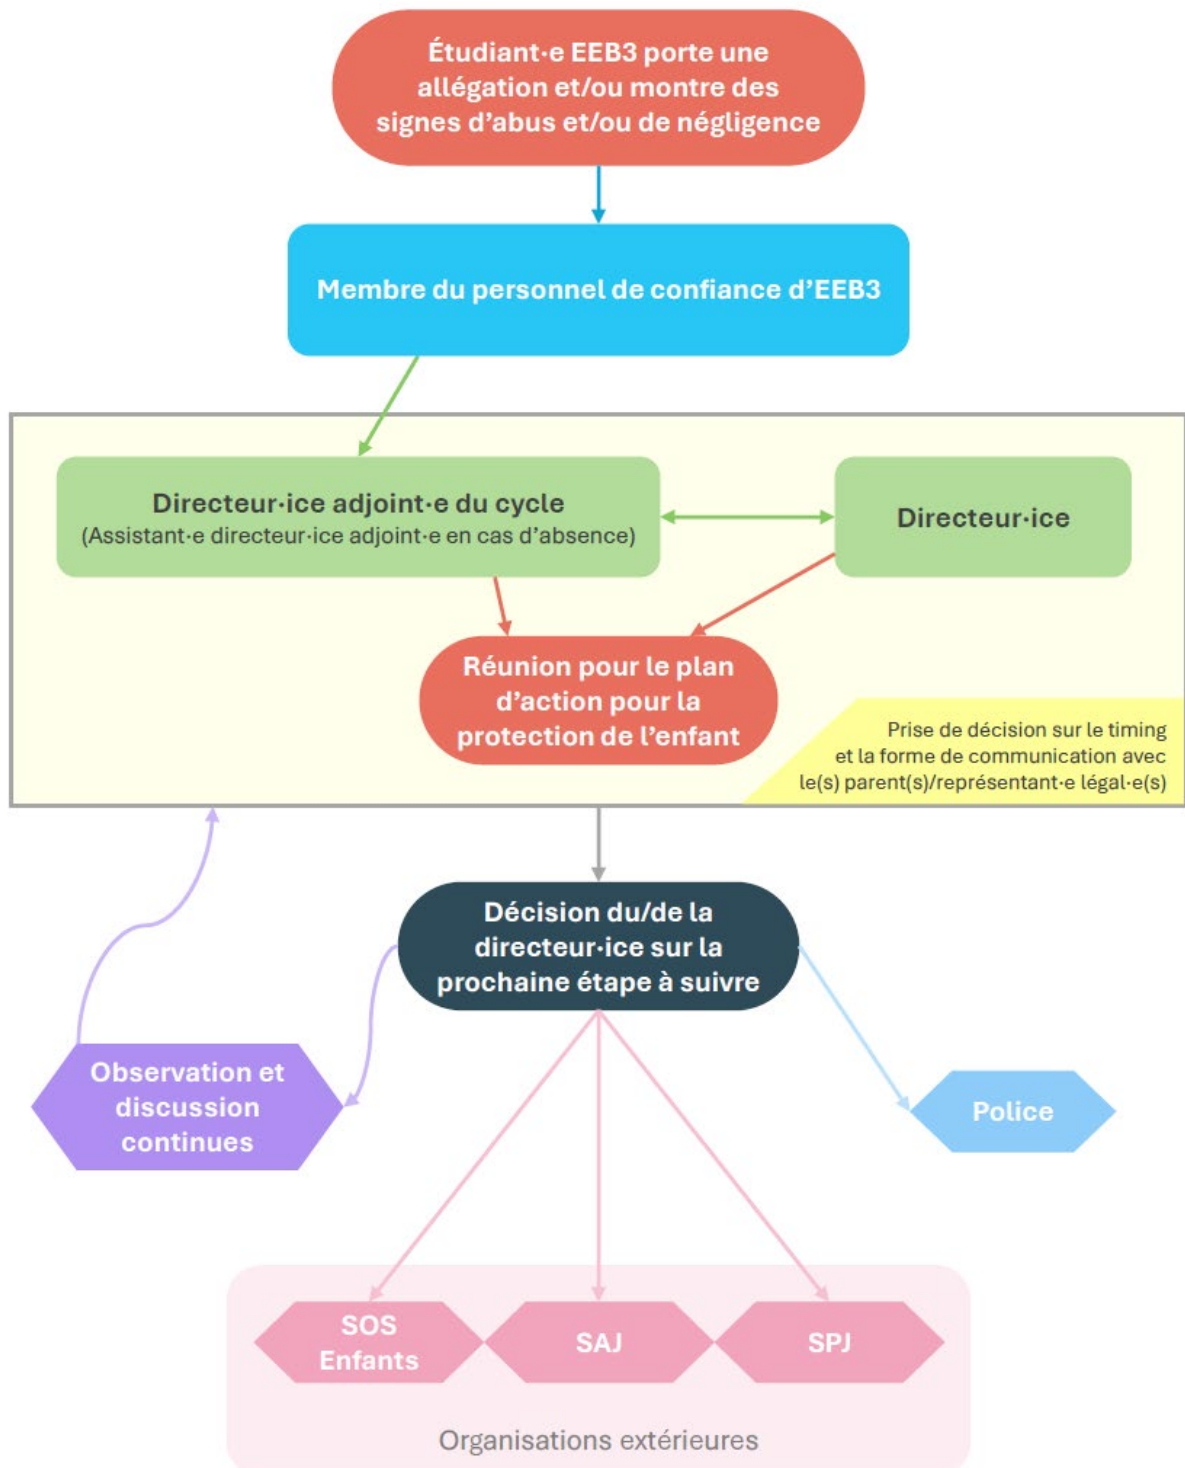 Étudiant·e EEB3 porte une
allégation et/ou montre des
signes d’abus et/ou de négligence
Membre du personnel de confiance d’EEB3
Directeur·ice adjoint·e du cycle
(Assistant·e directeur·ice adjoint·e en cas d’absence)
Directeur·ice
Réunion pour le plan
d’action pour la
protection de l’enfant
Prise de décision sur le timing
et la forme de communication avec
le(s) parent(s)/représentant·e légal·e(s)
Décision du/de la
directeur·ice sur la
prochaine étape à suivre
Observation et
discussion
continues
Police
SOS
Enfants
SAJ
SPJ
Organisations extérieures